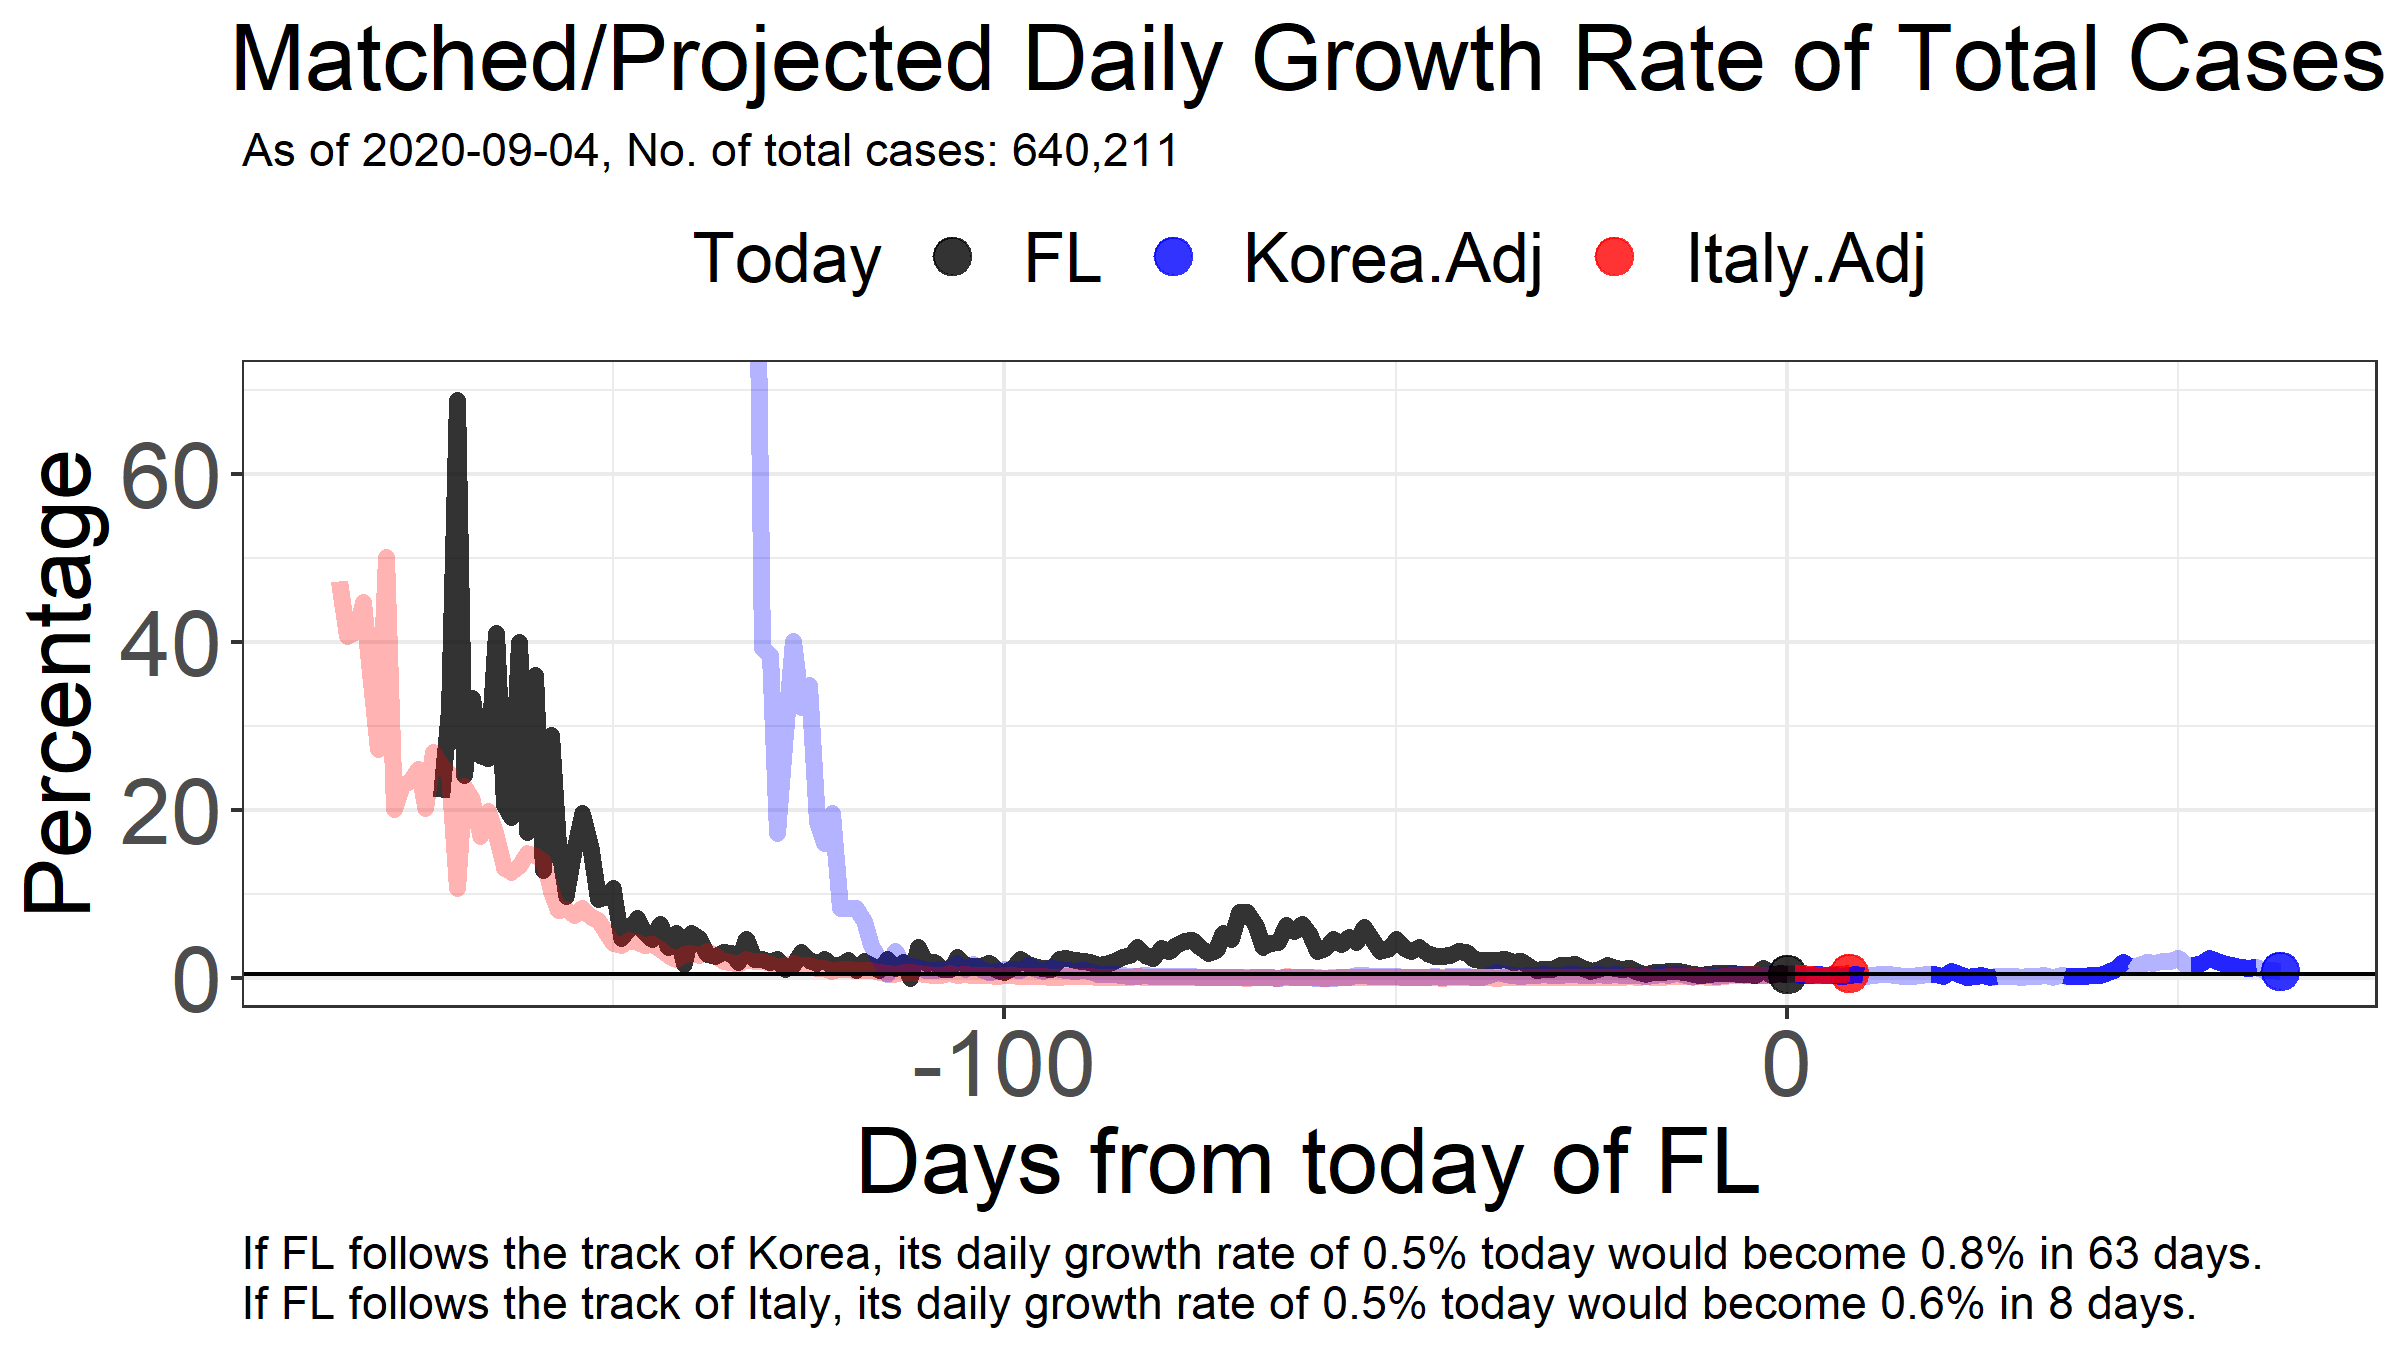 Matched/Projected Daily Growth Rate of Total Cases
As of 2020-09-04, No. of total cases: 640,211
Today FL Korea.Adj Italy.Adj
Percentage
60
40
20
0
-100 0
Days from today of FL
If FL follows the track of Korea, its daily growth rate of 0.5% today would become 0.8% in 63 days.
If FL follows the track of Italy, its daily growth rate of 0.5% today would become 0.6% in 8 days.